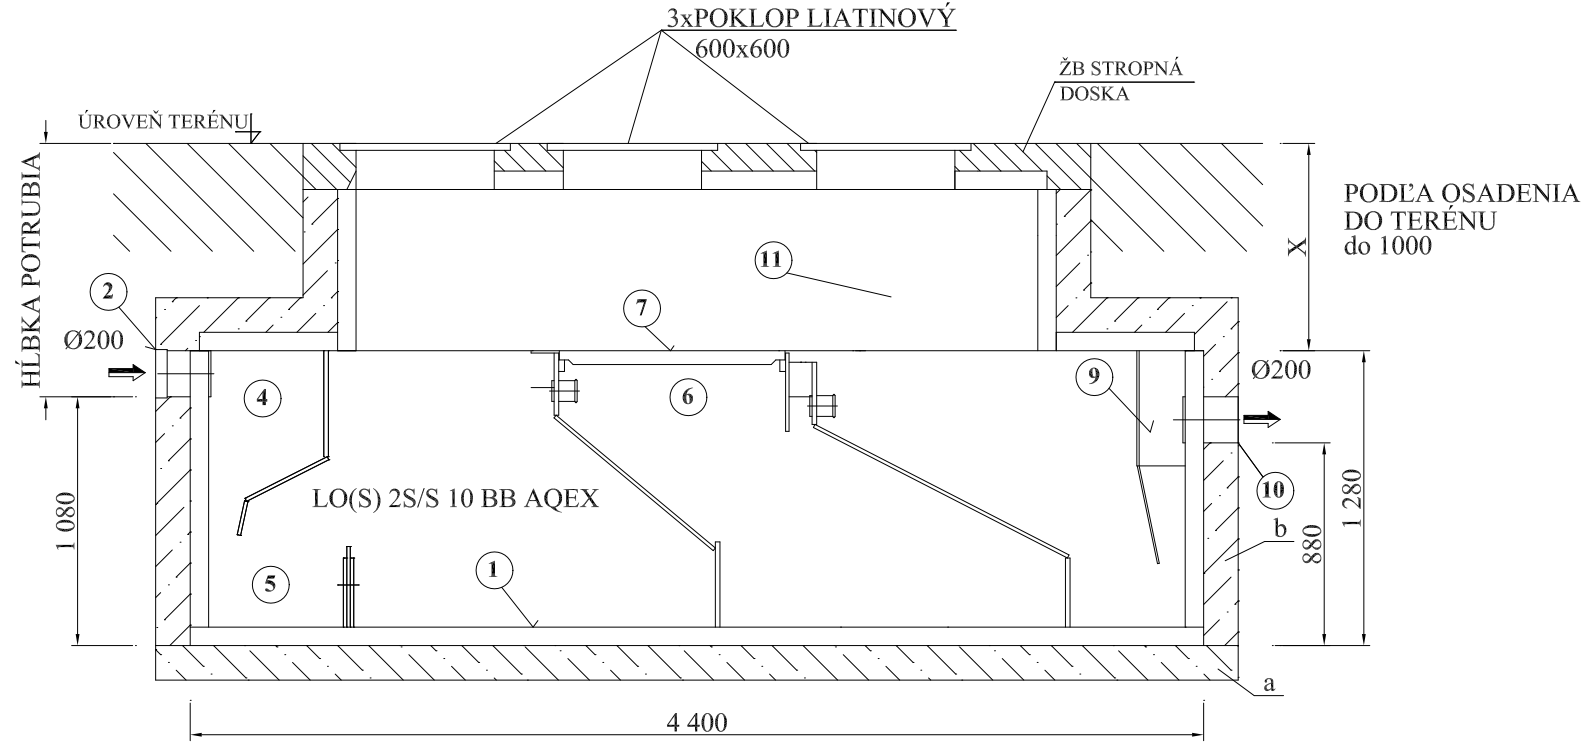 3xPOKLOP LIATINOVÝ
600x600
ŽB STROPNÁ
DOSKA
ÚROVEŇ TERÉNU
HĹBKA POTRUBIA
PODĽA OSADENIA
DO TERÉNU
do 1000
X
11
2
7
Ø200
4
6
9
Ø200
LO(S) 2S/S 10 BB AQEX
10
1 080
5
1
b
880
1 280
a
4 400